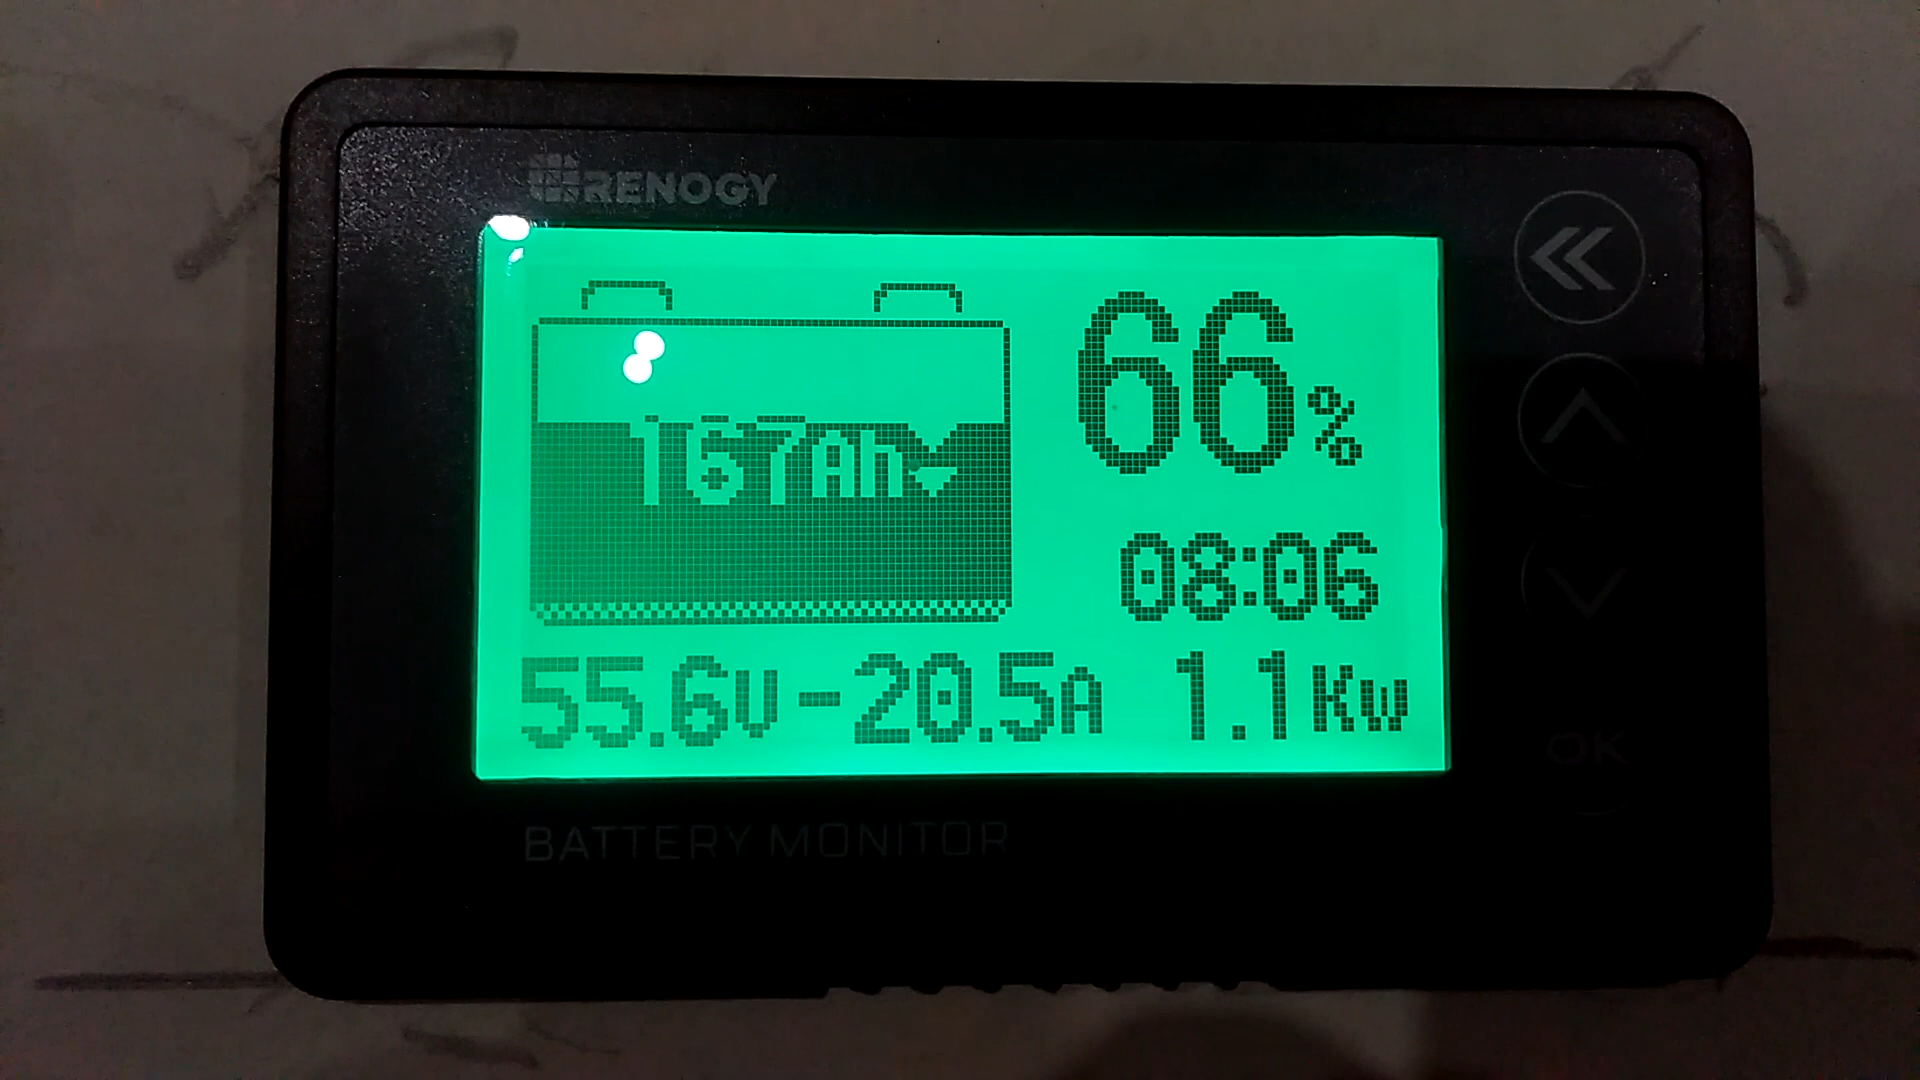 RENOGY
167Ah
66%
08:06
55.6V -20.5A 1.1Kw
OK
BATTERY MONITOR